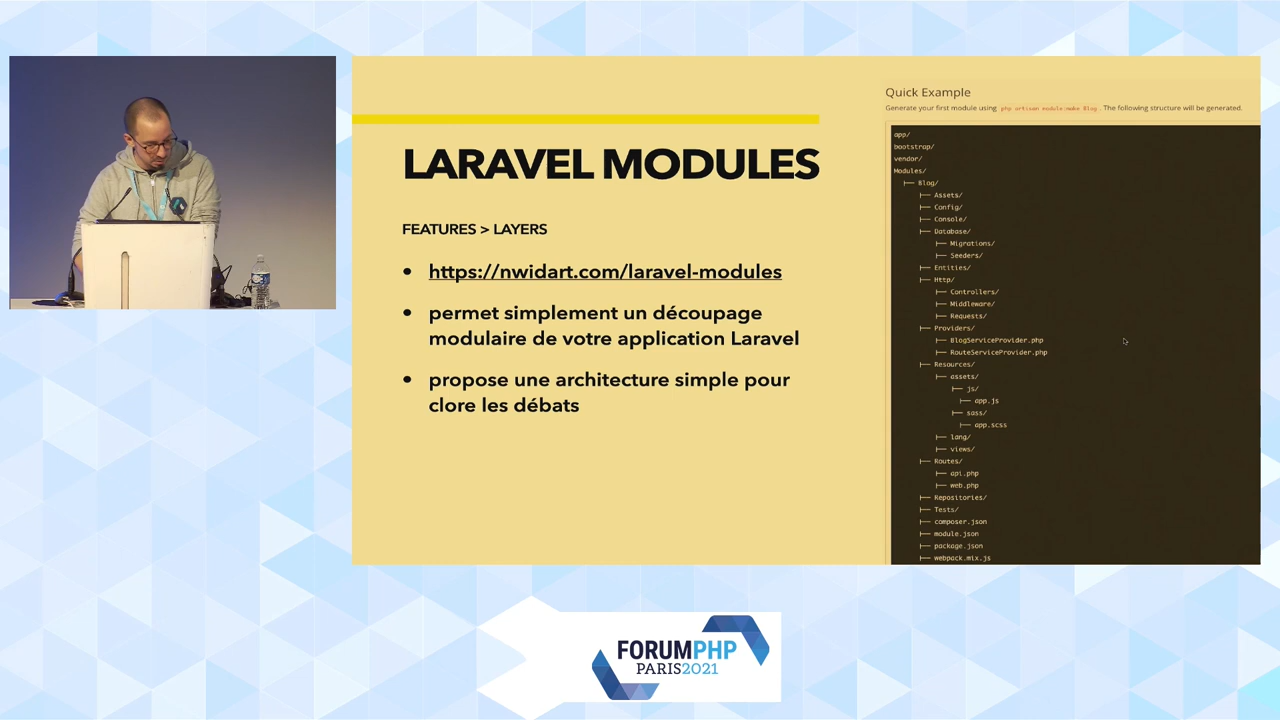 LARAVEL MODULES
FEATURES > LAYERS
• https://nwidart.com/laravel-modules
• permet simplement un découpage
modulaire de votre application Laravel
• propose une architecture simple pour
clore les débats
Quick Example
Generate your first module using php artisan module:make Blog. The following structure will be generated.
app/
bootstrap/
vendor/
Modules/
├── Blog/
├── Assets/
├── Config/
├── Console/
├── Database/
├── Migrations/
├── Seeders/
├── Entities/
├── Http/
├── Controllers/
├── Middleware/
├── Requests/
├── Providers/
├── BlogServiceProvider.php
├── RouteServiceProvider.php
├── Resources/
├── assets/
├── js/
├── app.js
├── sass/
├── app.scss
├── lang/
├── views/
├── Routes/
├── api.php
├── web.php
├── Repositories/
├── Tests/
├── composer.json
├── module.json
├── package.json
├── webpack.mix.js
FORUMPHP
PARIS2021